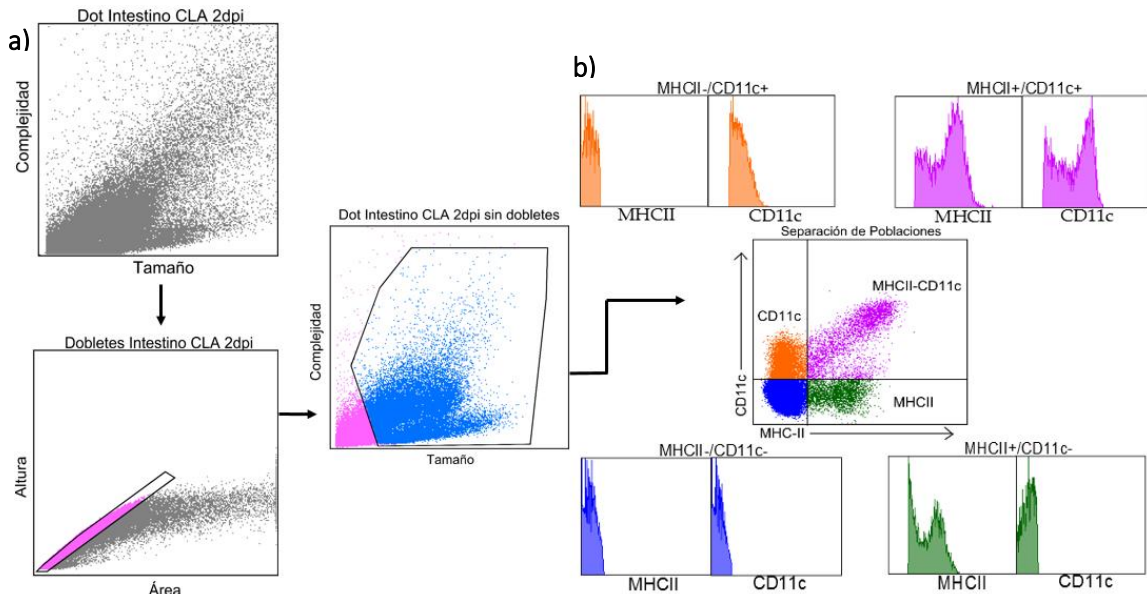 a)
Dot Intestino CLA 2dpi
Complejidad
Tamaño
Dobletes Intestino CLA 2dpi
Altura
Área
Dot Intestino CLA 2dpi sin dobletes
Complejidad
Tamaño
b)
MHCII-/CD11c+
MHCII
CD11c
MHCII+/CD11c+
MHCII
CD11c
Separación de Poblaciones
MHCII-CD11c
CD11c
MHCII
CD11c
MHC-II
MHCII-/CD11c-
MHCII
CD11c
MHCII+/CD11c-
MHCII
CD11c